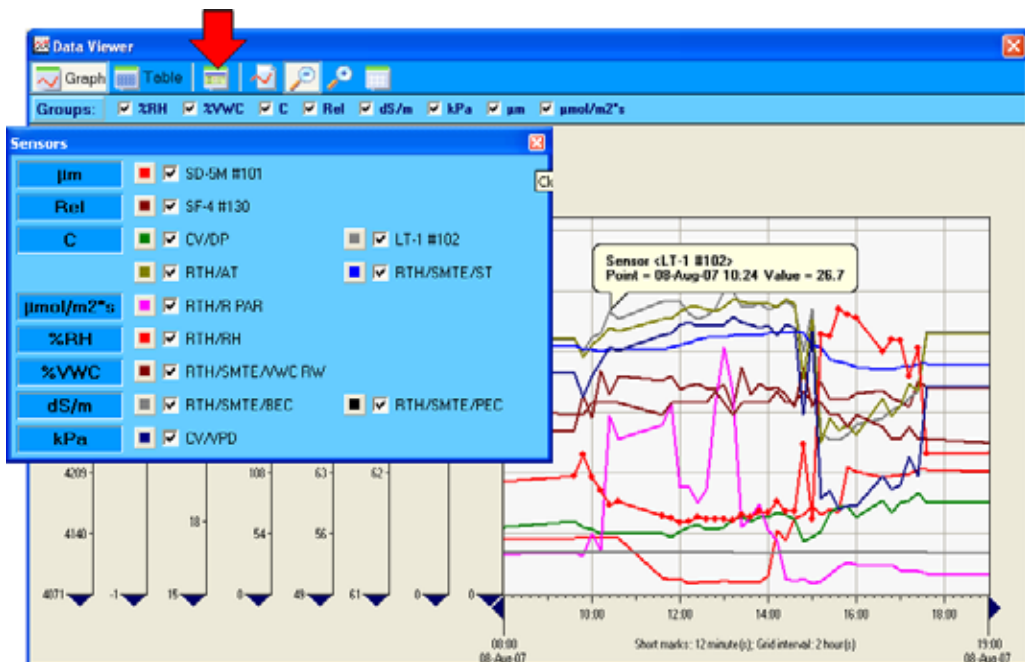 Data Viewer
Graph Table
Groups: %RH %VWC C Rel dS/m kPa µm µmol/m2*s
Sensors
µm SD-5M #101
Rel SF-4 #130
C CV/DP LT-1 #102
RTH/AT RTH/SMTE/ST
µmol/m2*s RTH/R PAR
%RH RTH/RH
%VWC RTH/SMTE/VWC RW
dS/m RTH/SMTE/BEC RTH/SMTE/PEC
kPa CV/VPD
Sensor <LT-1 #102>
Point = 08-Aug-07 10.24 Value = 26.7
4209 108 63 62
4140 18 54 56
4071 -1 15 0 49 61 0 0
10:00 12:00 14:00 16:00 18:00
08:00 Short marks: 12 minute(s); Grid interval: 2 hour(s) 19:00
08-Aug-07 08-Aug-07